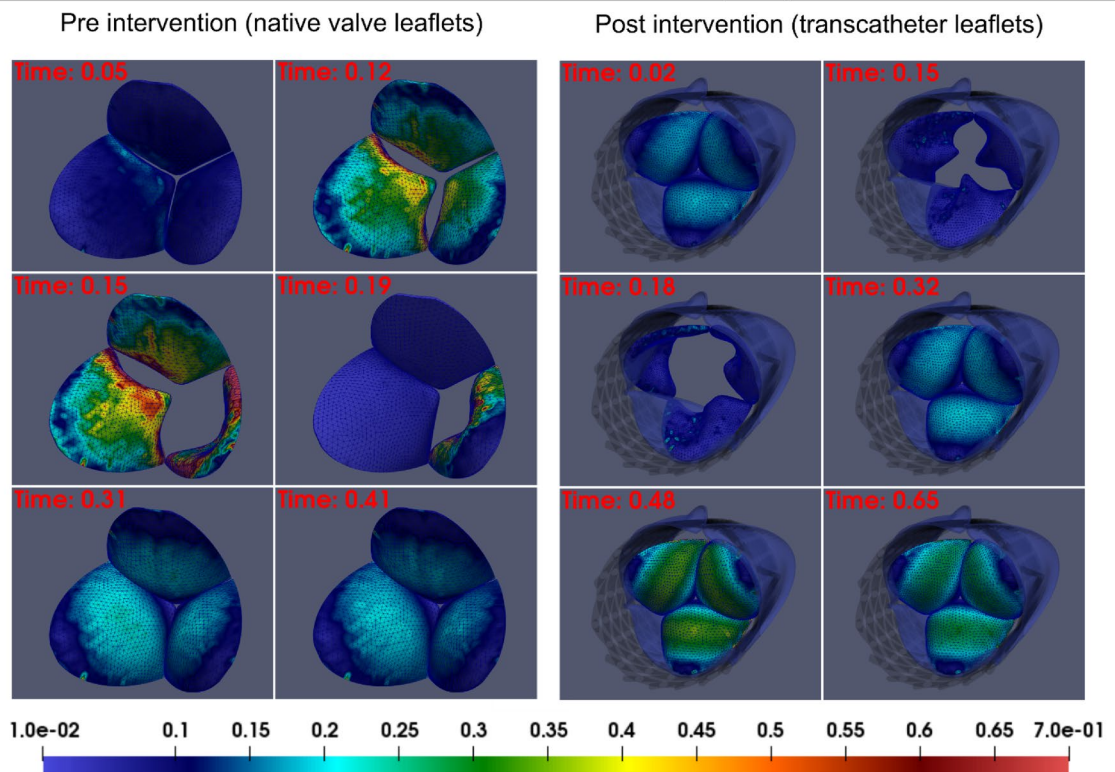 Pre intervention (native valve leaflets)
Post intervention (transcatheter leaflets)
Time: 0.05
Time: 0.12
Time: 0.02
Time: 0.15
Time: 0.15
Time: 0.19
Time: 0.18
Time: 0.32
Time: 0.31
Time: 0.41
Time: 0.48
Time: 0.65
1.0e-02 0.1 0.15 0.2 0.25 0.3 0.35 0.4 0.45 0.5 0.55 0.6 0.65 7.0e-01